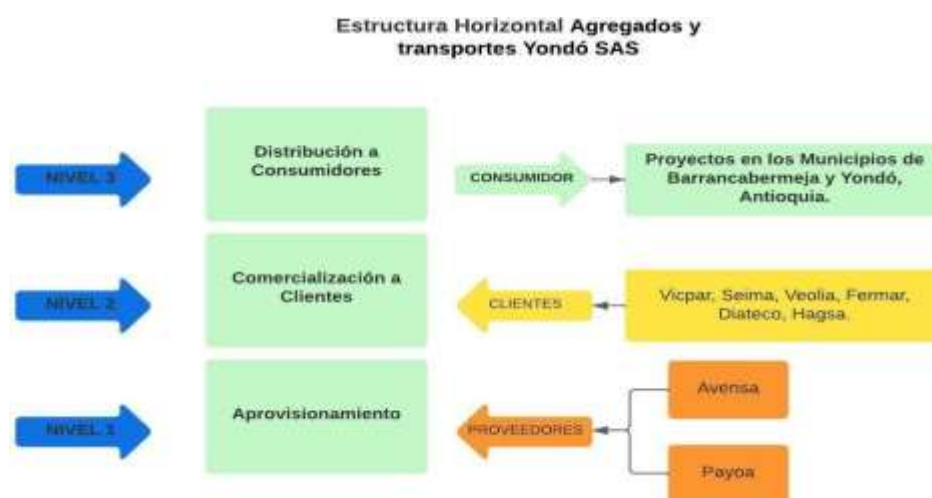 Estructura Horizontal Agregados y
transportes Yondó SAS
NIVEL 3
Distribución a
Consumidores
CONSUMIDOR
Proyectos en los Municipios de
Barrancabermeja y Yondó,
Antioquia.
NIVEL 2
Comercialización a
Clientes
CLIENTES
Vicpar, Seima, Veolia, Fermar,
Diateco, Hagsa.
NIVEL 1
Aprovisionamiento
PROVEEDORES
Avensa
Payoa